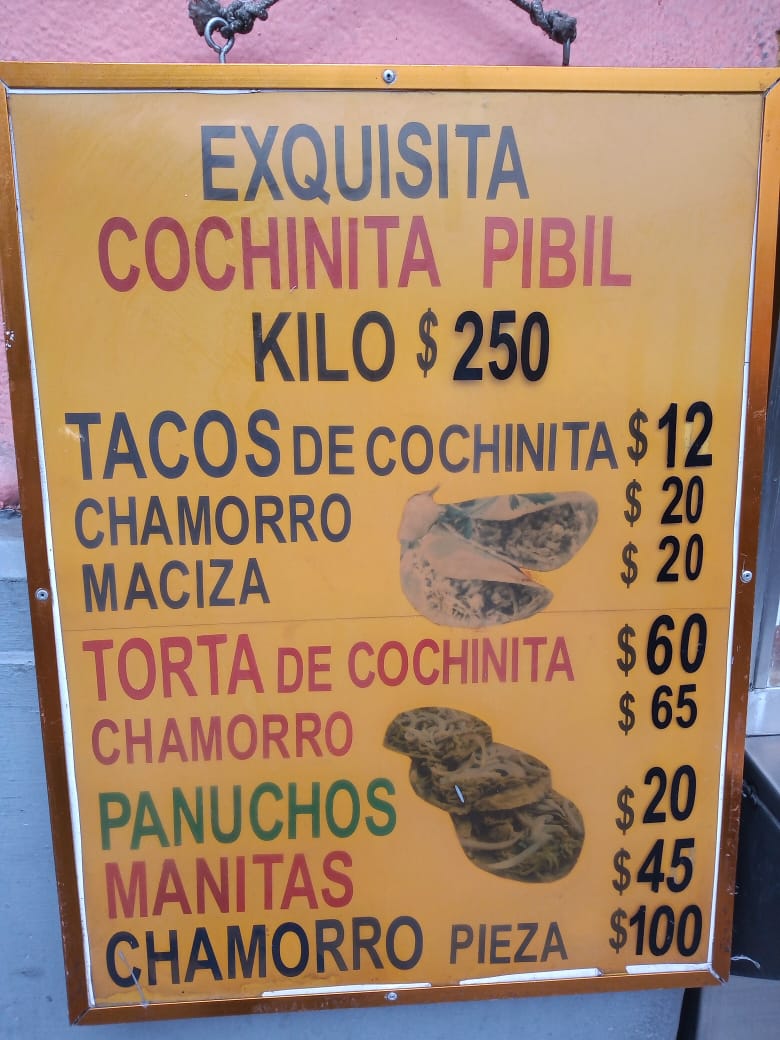 EXQUISITA
COCHINITA PIBIL
KILO $ 250
TACOS DE COCHINITA $ 12
CHAMORRO $ 20
MACIZA $ 20
TORTA DE COCHINITA $ 60
CHAMORRO $ 65
PANUCHOS $ 20
MANITAS $ 45
CHAMORRO PIEZA $100